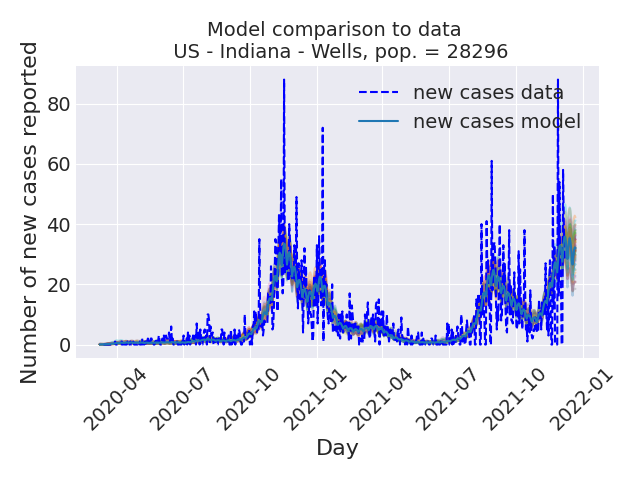 Model comparison to data
US - Indiana - Wells, pop. = 28296
Number of new cases reported
80
60
40
20
0
new cases data
new cases model
2020-04
2020-07
2020-10
2021-01
2021-04
2021-07
2021-10
2022-01
Day